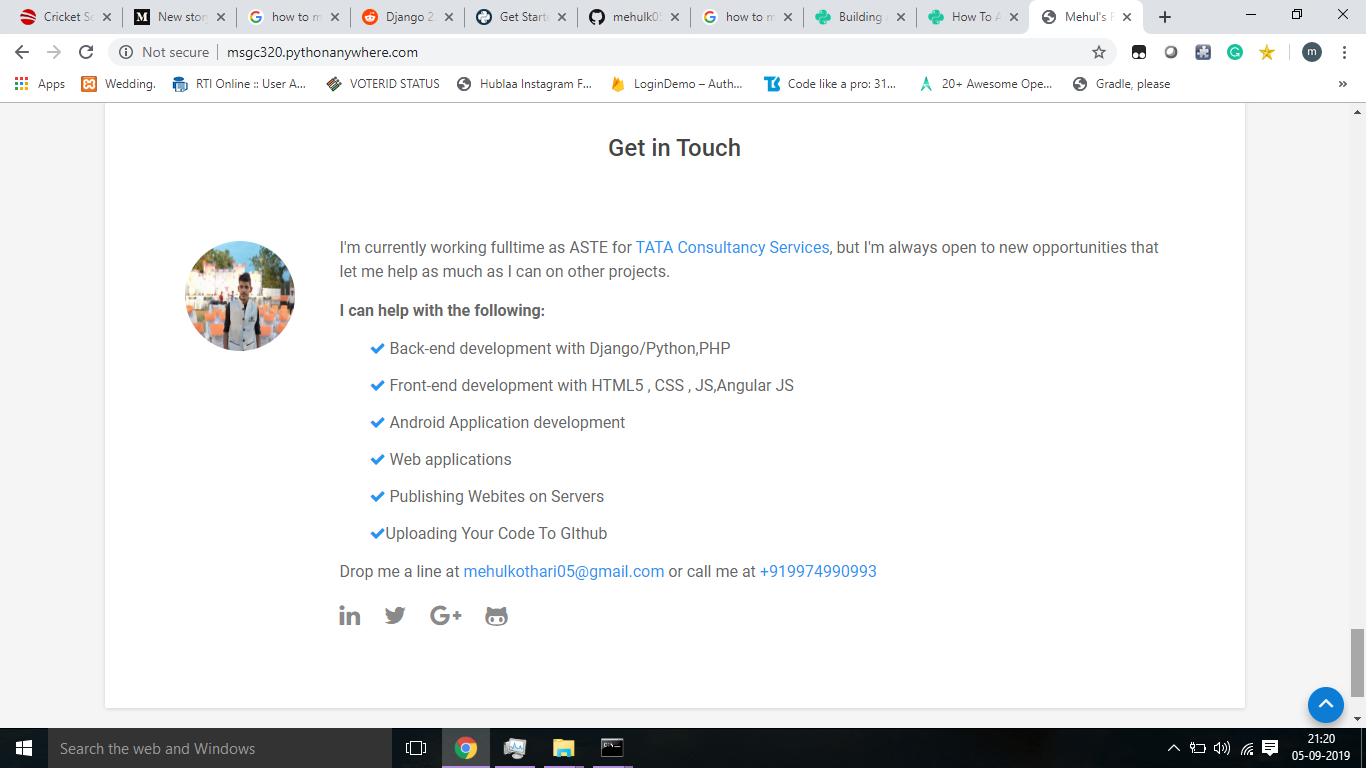 Cricket Sc
New story
how to m
Django 2.
Get Starte
mehulk05
how to m
Building
How To A
Mehul's P
Not secure
msgc320.pythonanywhere.com
m
Apps
Wedding.
RTI Online :: User A...
VOTERID STATUS
Hublaa Instagram F...
LoginDemo – Auth...
Code like a pro: 31...
20+ Awesome Ope...
Gradle, please
»
Get in Touch
I'm currently working fulltime as ASTE for TATA Consultancy Services, but I'm always open to new opportunities that
let me help as much as I can on other projects.
I can help with the following:
Back-end development with Django/Python,PHP
Front-end development with HTML5 , CSS , JS,Angular JS
Android Application development
Web applications
Publishing Webites on Servers
Uploading Your Code To GIthub
Drop me a line at mehulkothari05@gmail.com or call me at +919974990993
Search the web and Windows
21:20
05-09-2019